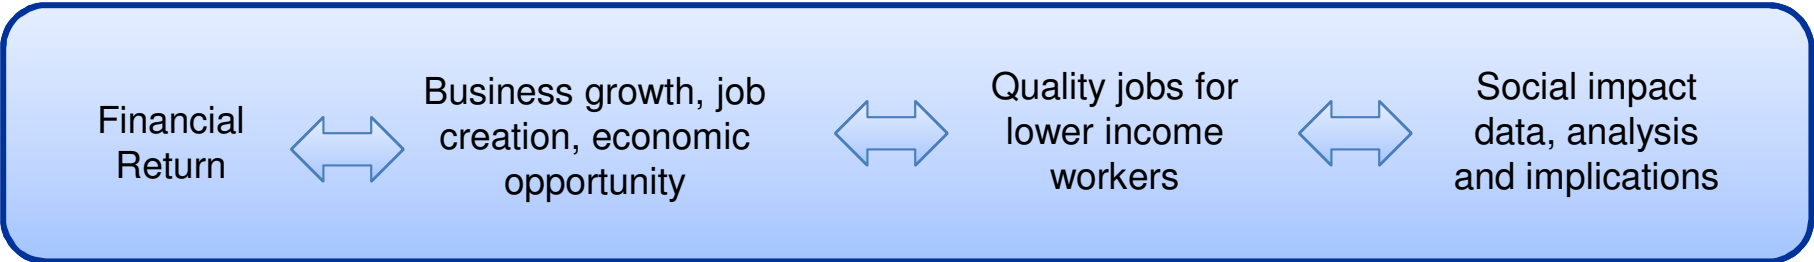 Financial
Return
Business growth, job
creation, economic
opportunity
Quality jobs for
lower income
workers
Social impact
data, analysis
and implications